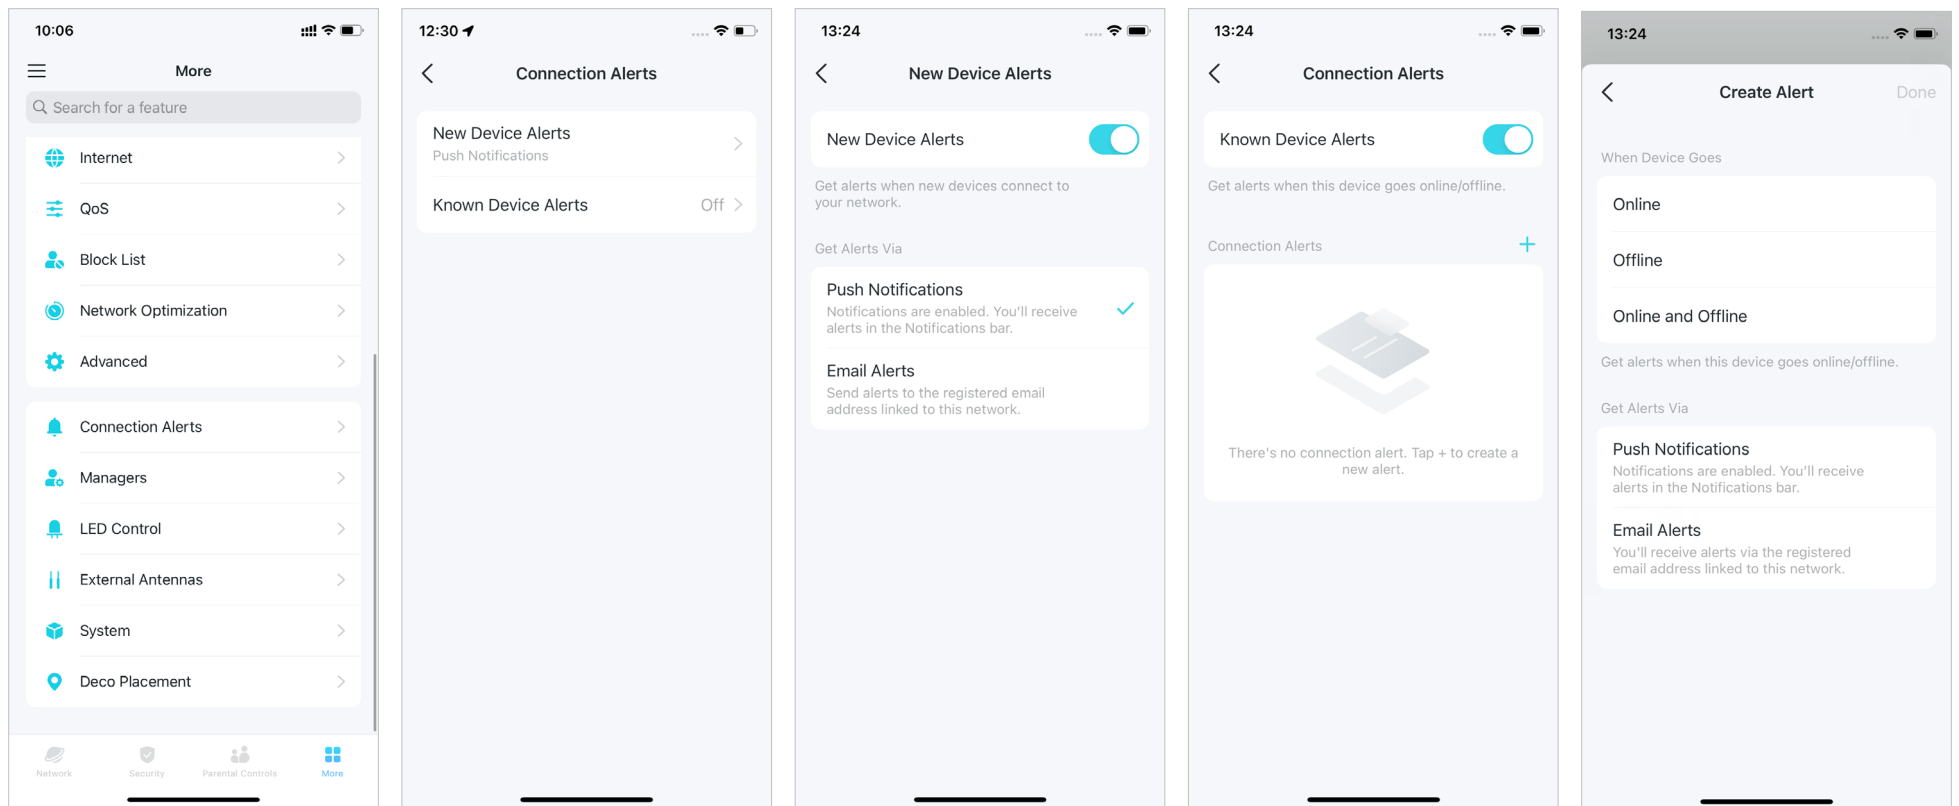 10:06
More
Search for a feature
Internet
QoS
Block List
Network Optimization
Advanced
Connection Alerts
Managers
LED Control
External Antennas
System
Deco Placement
Network
Security
Parental Controls
More
12:30
Connection Alerts
New Device Alerts
Push Notifications
Known Device Alerts
Off
13:24
New Device Alerts
New Device Alerts
Get alerts when new devices connect to
your network.
Get Alerts Via
Push Notifications
Notifications are enabled. You'll receive
alerts in the Notifications bar.
Email Alerts
Send alerts to the registered email
address linked to this network.
13:24
Connection Alerts
Known Device Alerts
Get alerts when this device goes online/offline.
Connection Alerts
There's no connection alert. Tap + to create a
new alert.
13:24
Create Alert
Done
When Device Goes
Online
Offline
Online and Offline
Get alerts when this device goes online/offline.
Get Alerts Via
Push Notifications
Notifications are enabled. You'll receive
alerts in the Notifications bar.
Email Alerts
You'll receive alerts via the registered
email address linked to this network.